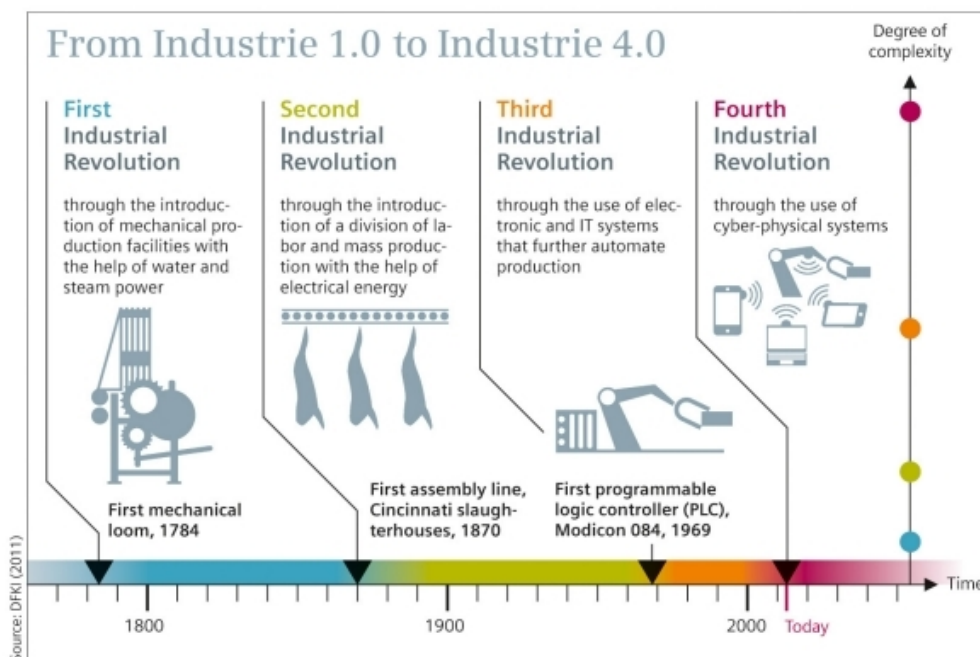 From Industrie 1.0 to Industrie 4.0
Degree of
complexity
First
Industrial
Revolution
through the introduc-
tion of mechanical pro-
duction facilities with
the help of water and
steam power
First mechanical
loom, 1784
Second
Industrial
Revolution
through the introduc-
tion of a division of la-
bor and mass produc-
tion with the help of
electrical energy
First assembly line,
Cincinnati slaugh-
terhouses, 1870
Third
Industrial
Revolution
through the use of elec-
tronic and IT systems
that further automate
production
First programmable
logic controller (PLC),
Modicon 084, 1969
Fourth
Industrial
Revolution
through the use of
cyber-physical systems
Time
1800
1900
2000
Today
Source: DFKI (2011)